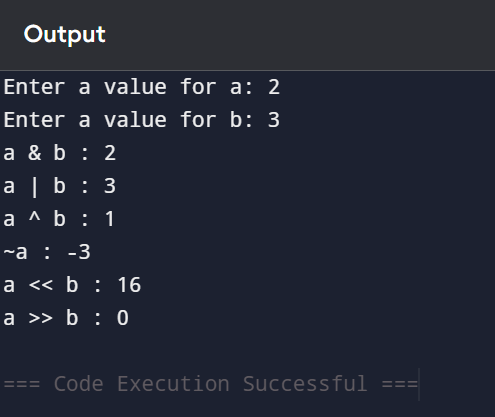 Output
Enter a value for a: 2
Enter a value for b: 3
a & b : 2
a | b : 3
a ^ b : 1
~a : -3
a << b : 16
a >> b : 0
=== Code Execution Successful ===